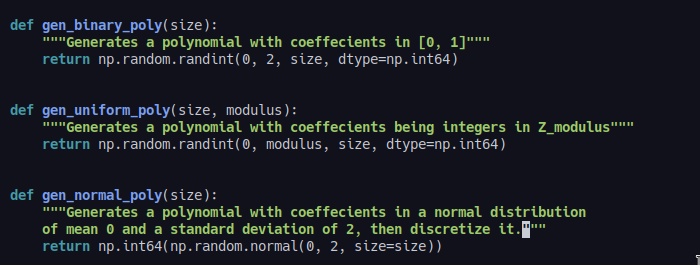 def gen_binary_poly(size):
    """Generates a polynomial with coeffecients in [0, 1]"""
    return np.random.randint(0, 2, size, dtype=np.int64)
def gen_uniform_poly(size, modulus):
    """Generates a polynomial with coeffecients being integers in Z_modulus"""
    return np.random.randint(0, modulus, size, dtype=np.int64)
def gen_normal_poly(size):
    """Generates a polynomial with coeffecients in a normal distribution
    of mean 0 and a standard deviation of 2, then discretize it."""
    return np.int64(np.random.normal(0, 2, size=size))